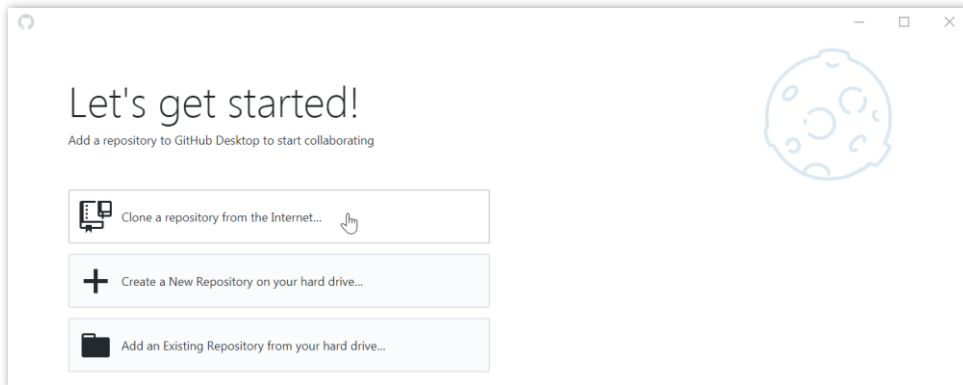 Let's get started!
Add a repository to GitHub Desktop to start collaborating
Clone a repository from the Internet...
Create a New Repository on your hard drive...
Add an Existing Repository from your hard drive...